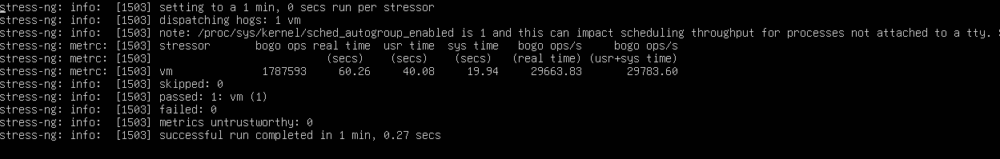 stress-ng: info: [1503] setting to a 1 min, 0 secs run per stressor
stress-ng: info: [1503] dispatching hogs: 1 vm
stress-ng: info: [1503] note: /proc/sys/kernel/sched_autogroup_enabled is 1 and this can impact scheduling throughput for processes not attached to a tty.
stress-ng: metrc: [1503] stressor bogo ops real time usr time sys time bogo ops/s bogo ops/s
stress-ng: metrc: [1503] (secs) (secs) (secs) (real time) (usr+sys time)
stress-ng: metrc: [1503] vm 1787593 60.26 40.08 19.94 29663.83 29783.60
stress-ng: info: [1503] skipped: 0
stress-ng: info: [1503] passed: 1: vm (1)
stress-ng: info: [1503] failed: 0
stress-ng: info: [1503] metrics untrustworthy: 0
stress-ng: info: [1503] successful run completed in 1 min, 0.27 secs